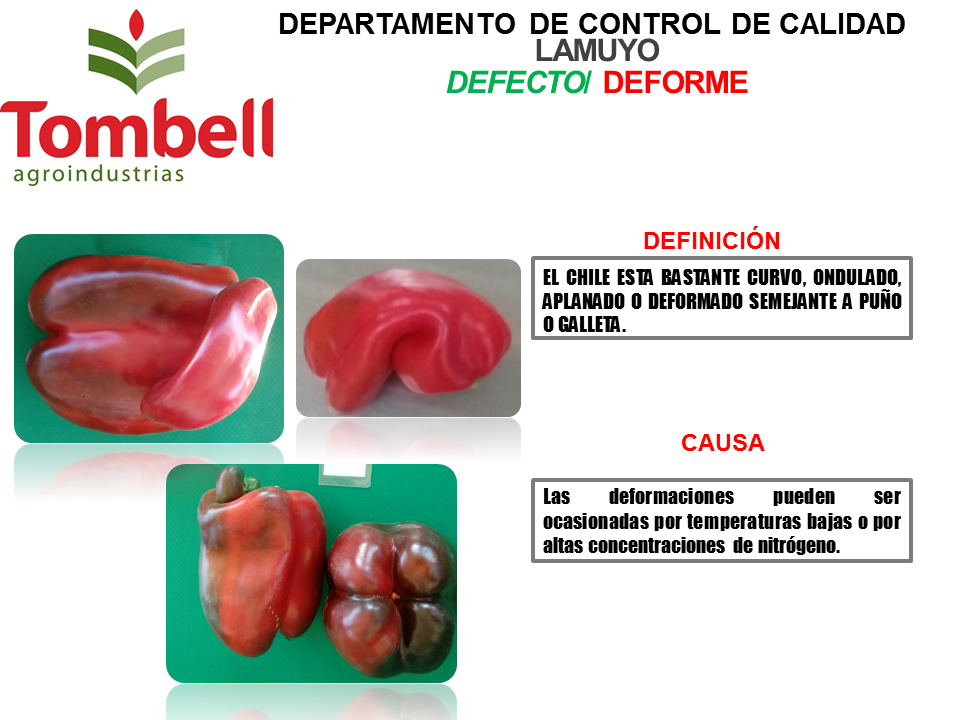 DEPARTAMENTO DE CONTROL DE CALIDAD
LAMUYO
DEFECTO/ DEFORME
Tombell
agroindustrias
DEFINICIÓN
EL CHILE ESTA BASTANTE CURVO, ONDULADO,
APLANADO O DEFORMADO SEMEJANTE A PUÑO
O GALLETA.
CAUSA
Las deformaciones pueden ser
ocasionadas por temperaturas bajas o por
altas concentraciones de nitrógeno.